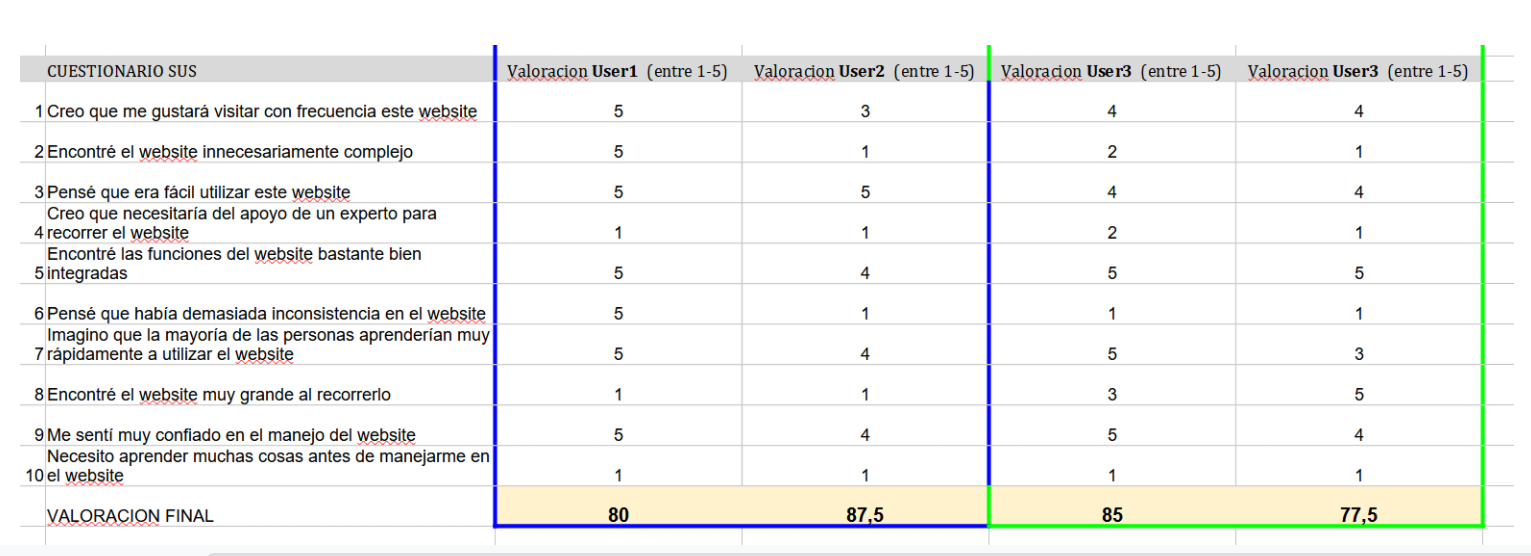 CUESTIONARIO SUS Valoracion User1 (entre 1-5) Valoracion User2 (entre 1-5) Valoracion User3 (entre 1-5) Valoracion User3 (entre 1-5)
1 Creo que me gustará visitar con frecuencia este website 5 3 4 4
2 Encontré el website innecesariamente complejo 5 1 2 1
3 Pensé que era fácil utilizar este website 5 5 4 4
Creo que necesitaría del apoyo de un experto para
4 recorrer el website 1 1 2 1
Encontré las funciones del website bastante bien
5 integradas 5 4 5 5
6 Pensé que había demasiada inconsistencia en el website 5 1 1 1
Imagino que la mayoría de las personas aprenderían muy
7 rápidamente a utilizar el website 5 4 5 3
8 Encontré el website muy grande al recorrerlo 1 1 3 5
9 Me sentí muy confiado en el manejo del website 5 4 5 4
Necesito aprender muchas cosas antes de manejarme en
10 el website 1 1 1 1
VALORACION FINAL 80 87,5 85 77,5